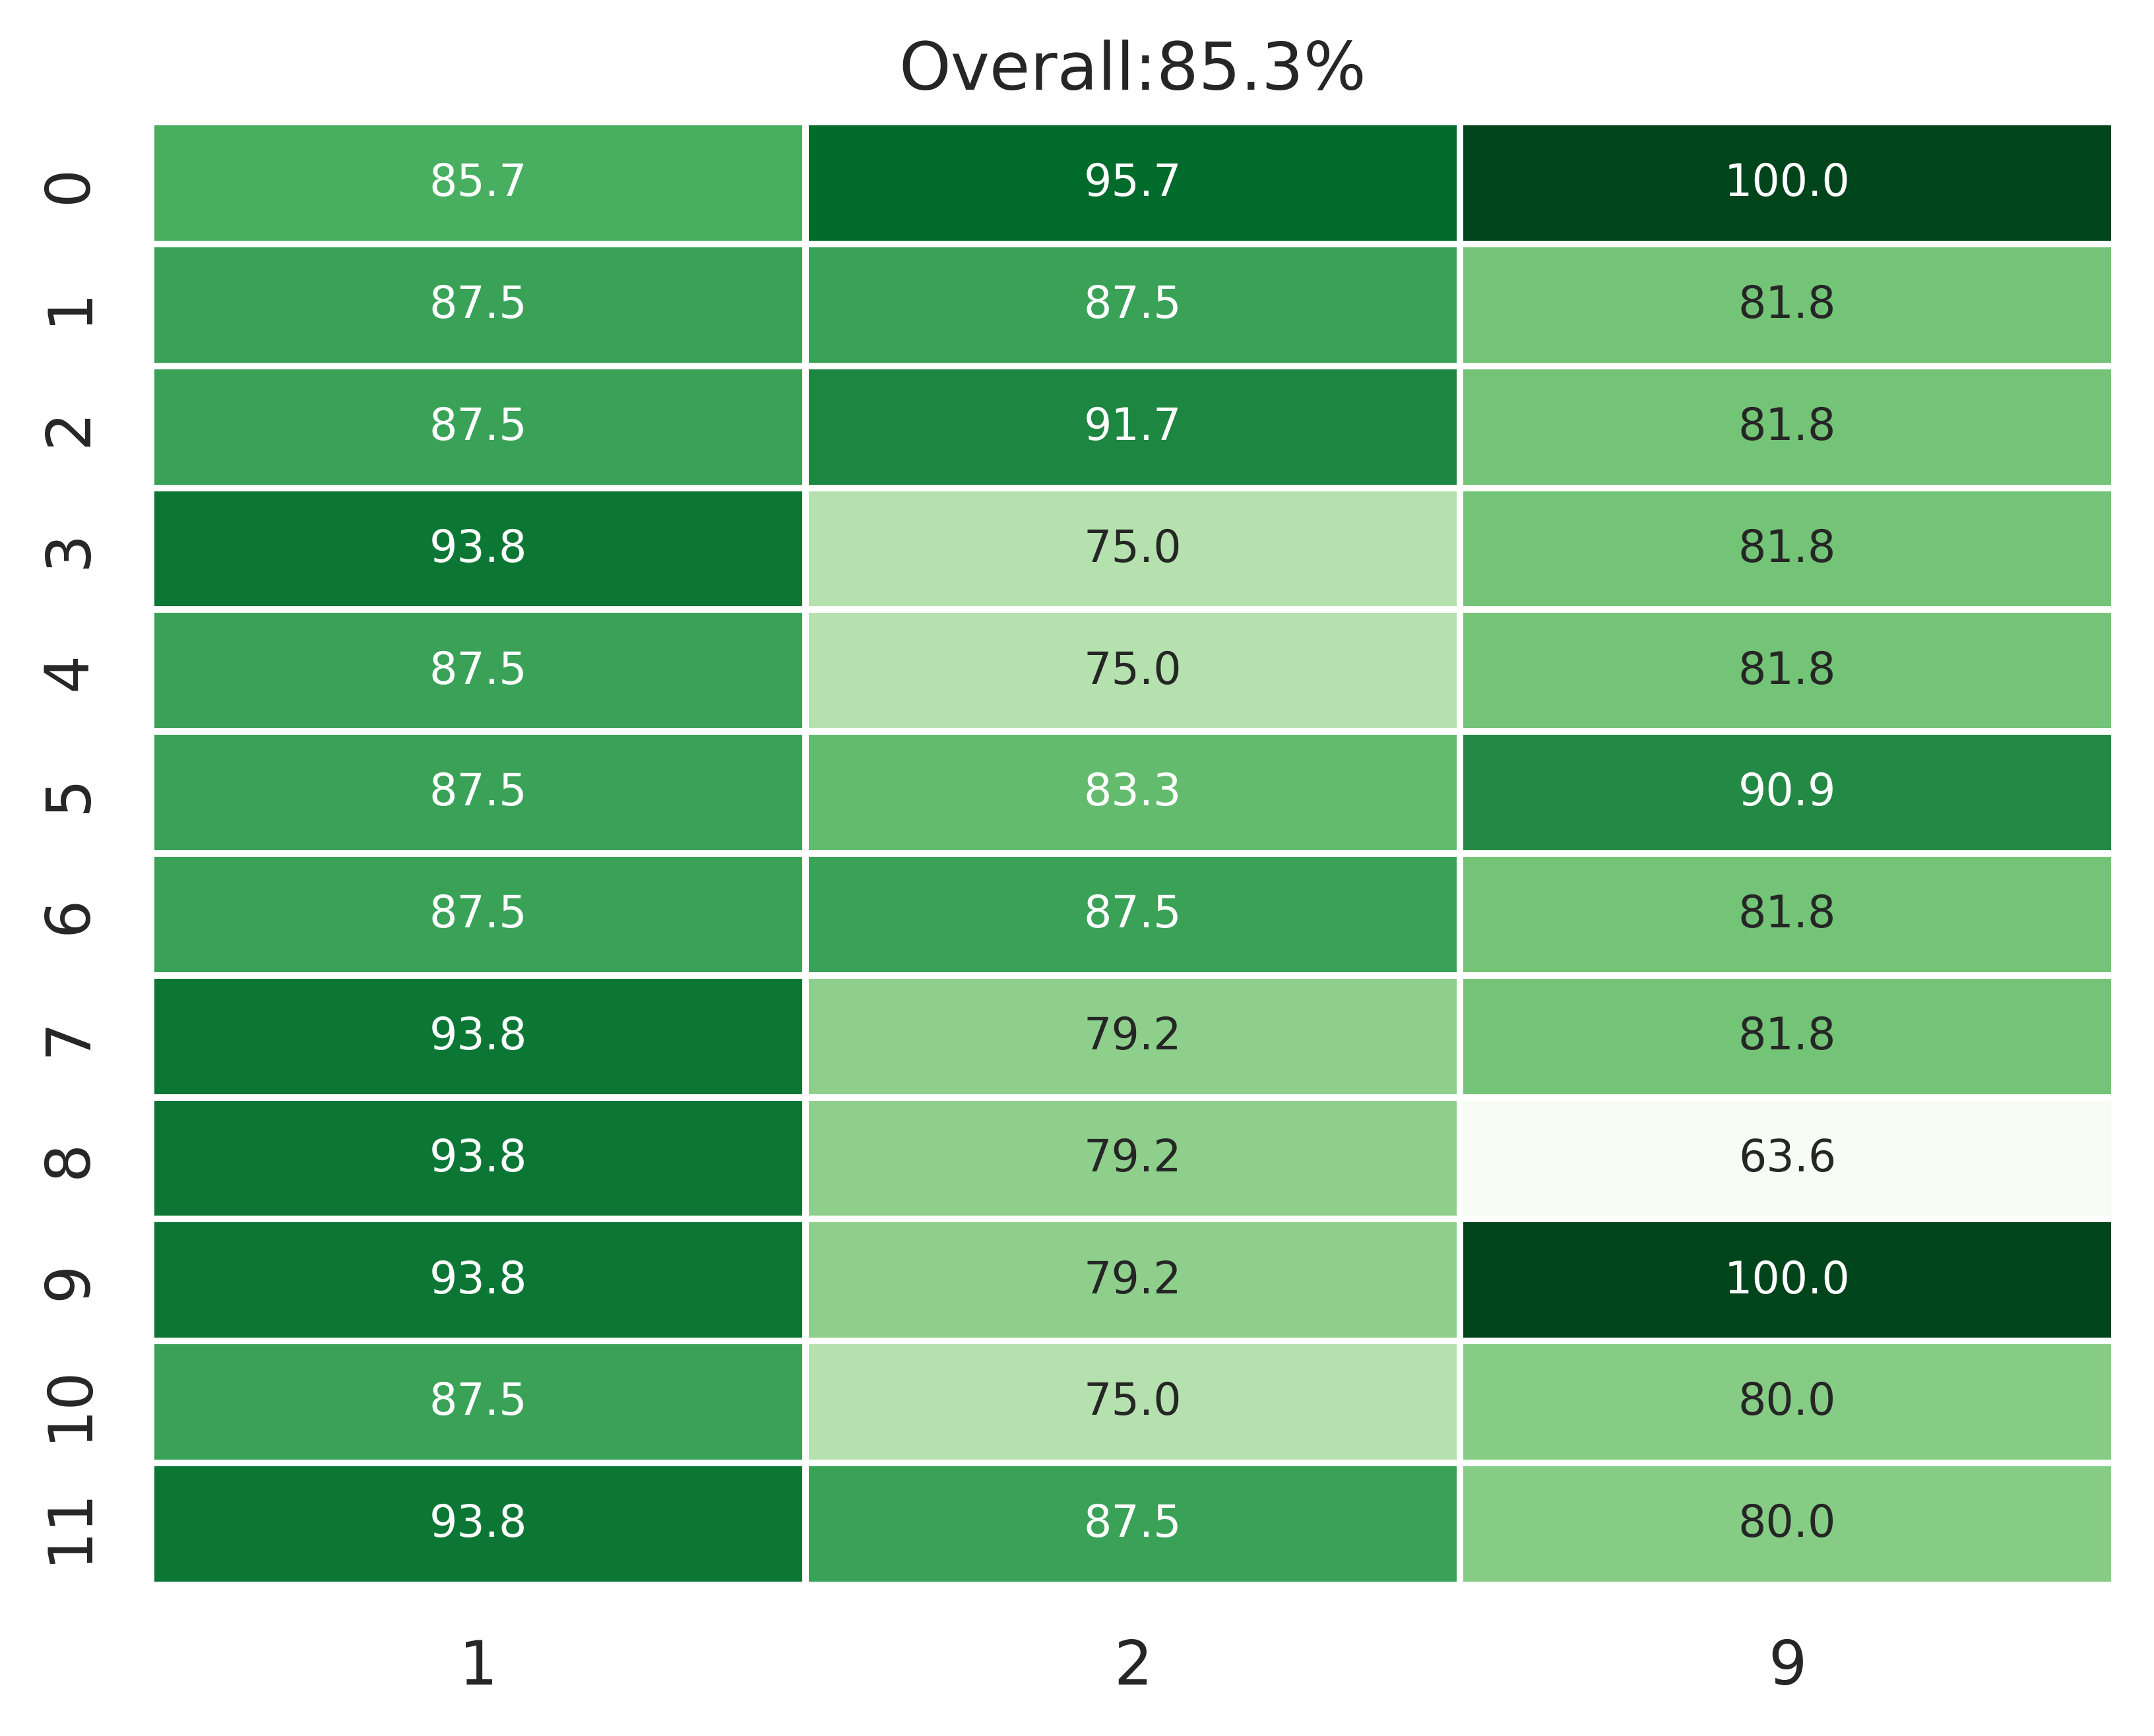 Overall:85.3%
0 85.7 95.7 100.0
1 87.5 87.5 81.8
2 87.5 91.7 81.8
3 93.8 75.0 81.8
4 87.5 75.0 81.8
5 87.5 83.3 90.9
6 87.5 87.5 81.8
7 93.8 79.2 81.8
8 93.8 79.2 63.6
9 93.8 79.2 100.0
10 87.5 75.0 80.0
11 93.8 87.5 80.0
1 2 9